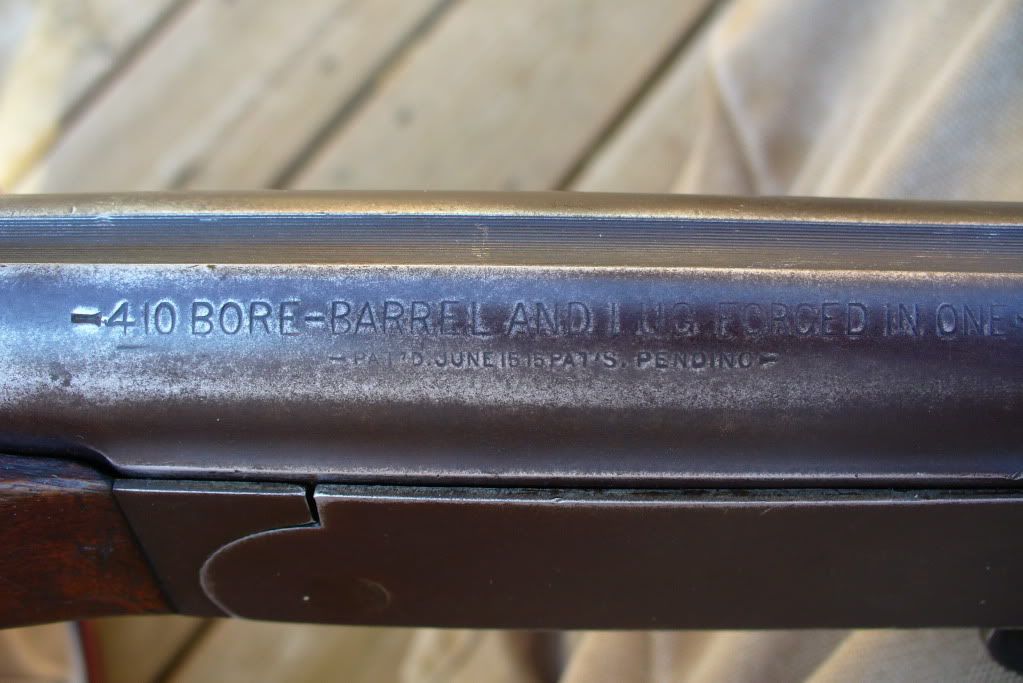 .410 BORE=BARREL AND LUG FORGED IN ONE
PAT'D. JUNE 15-15 PAT'S. PENDING